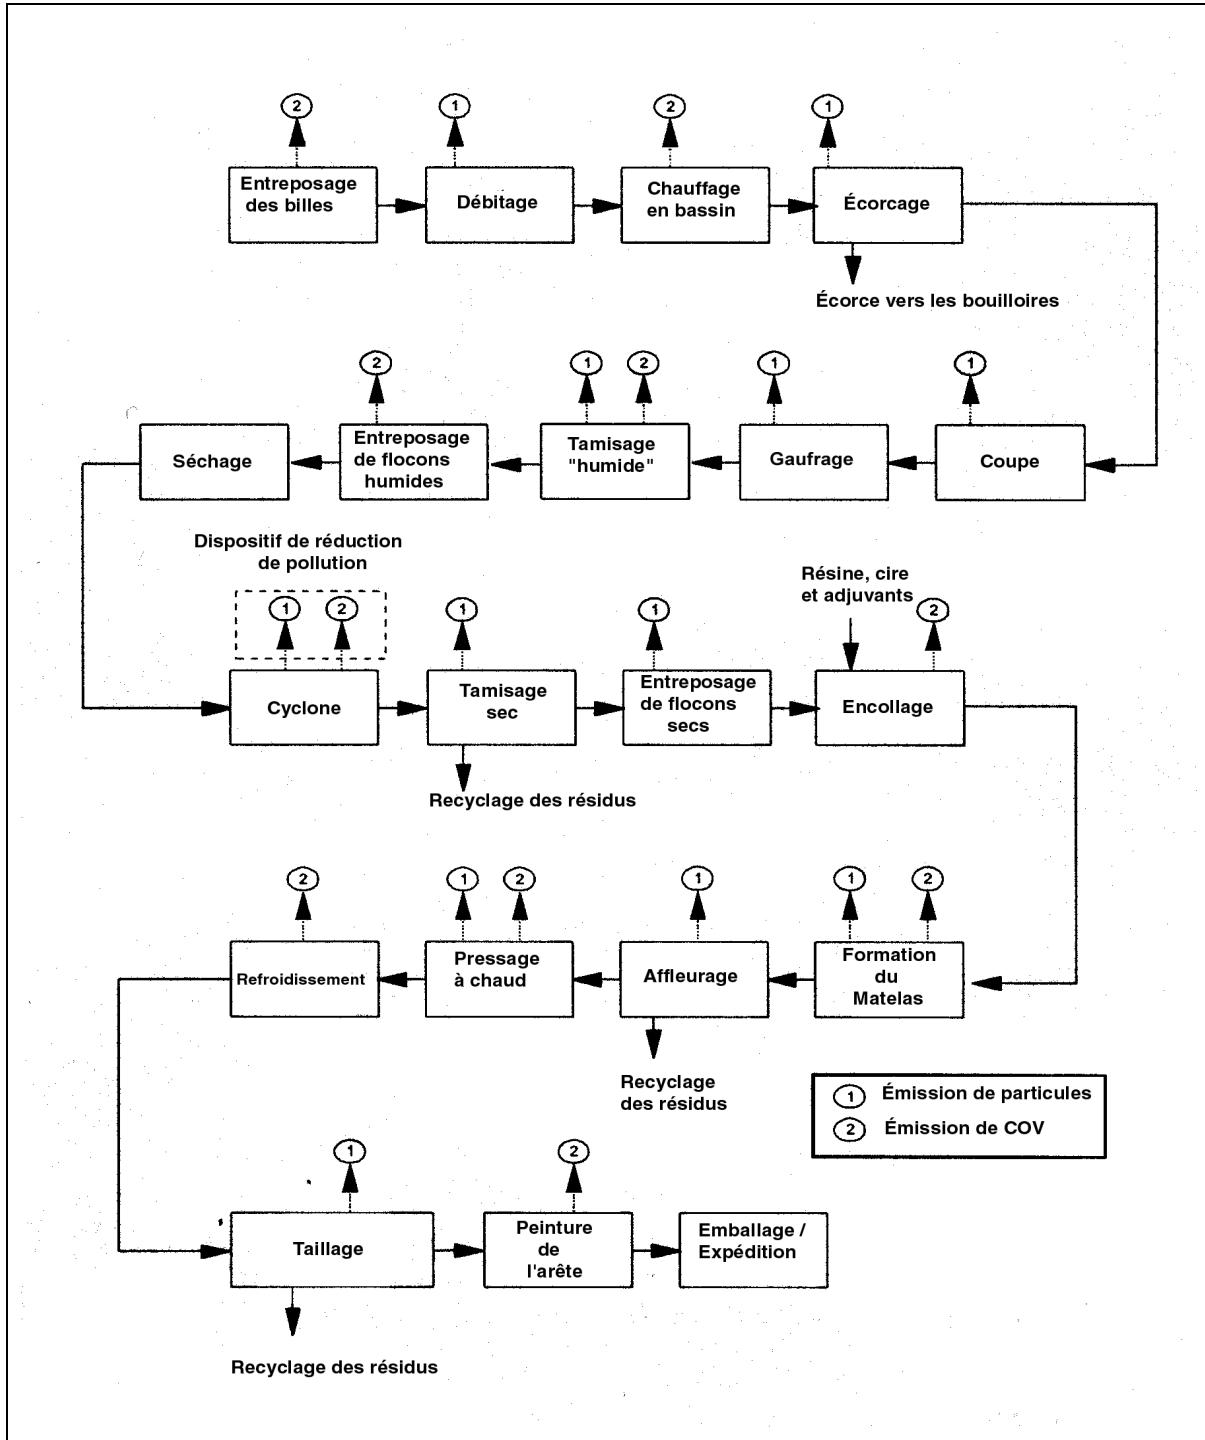 2
1
2
1
Entreposage
des billes
Débitage
Chauffage
en bassin
Écorcage
Écorce vers les bouilloires
2
1
2
1
1
Séchage
Entreposage
de flocons
humides
Tamisage
"humide"
Gaufrage
Coupe
Dispositif de réduction
de pollution
Résine, cire
et adjuvants
1
2
1
1
2
Cyclone
Tamisage
sec
Entreposage
de flocons
secs
Encollage
Recyclage des résidus
2
1
2
1
1
2
Refroidissement
Pressage
à chaud
Affleurage
Formation
du
Matelas
Recyclage
des résidus
1 Émission de particules
2 Émission de COV
1
2
Taillage
Peinture
de
l'arête
Emballage /
Expédition
Recyclage des résidus